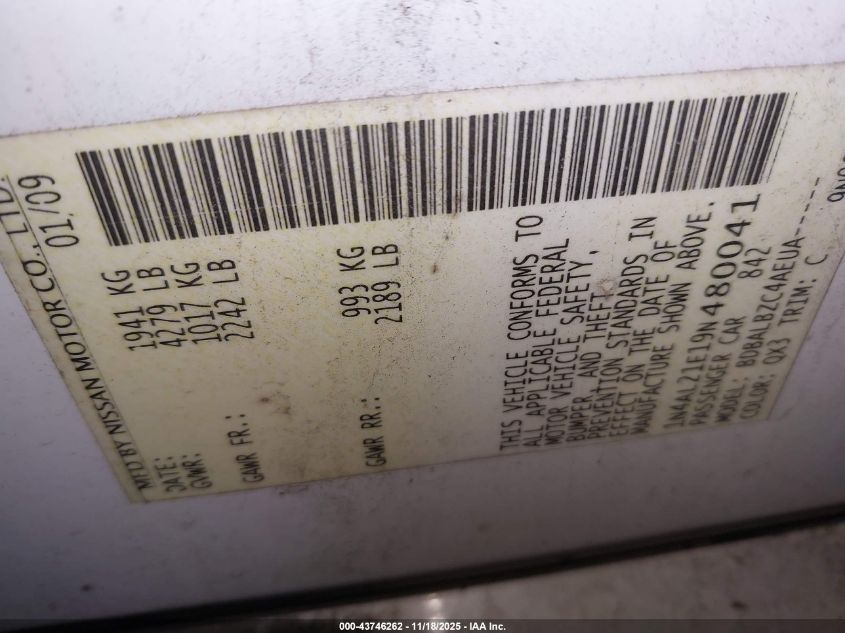 MFD BY NISSAN MOTOR CO., LTD.
DATE: 01/09
GVWR: 1941 KG
4279 LB
GAWR FR.: 1017 KG
2242 LB
GAWR RR.: 993 KG
2189 LB
THIS VEHICLE CONFORMS TO
ALL APPLICABLE FEDERAL
MOTOR VEHICLE SAFETY,
BUMPER, AND THEFT
PREVENTION STANDARDS IN
EFFECT ON THE DATE OF
MANUFACTURE SHOWN ABOVE.
1N4AL21E19N480041
PASSENGER CAR B42
MODEL: BUBALBZC4AEUA------
COLOR: QX3 TRIM: C
000-43746262 - 11/18/2025 - IAA Inc.